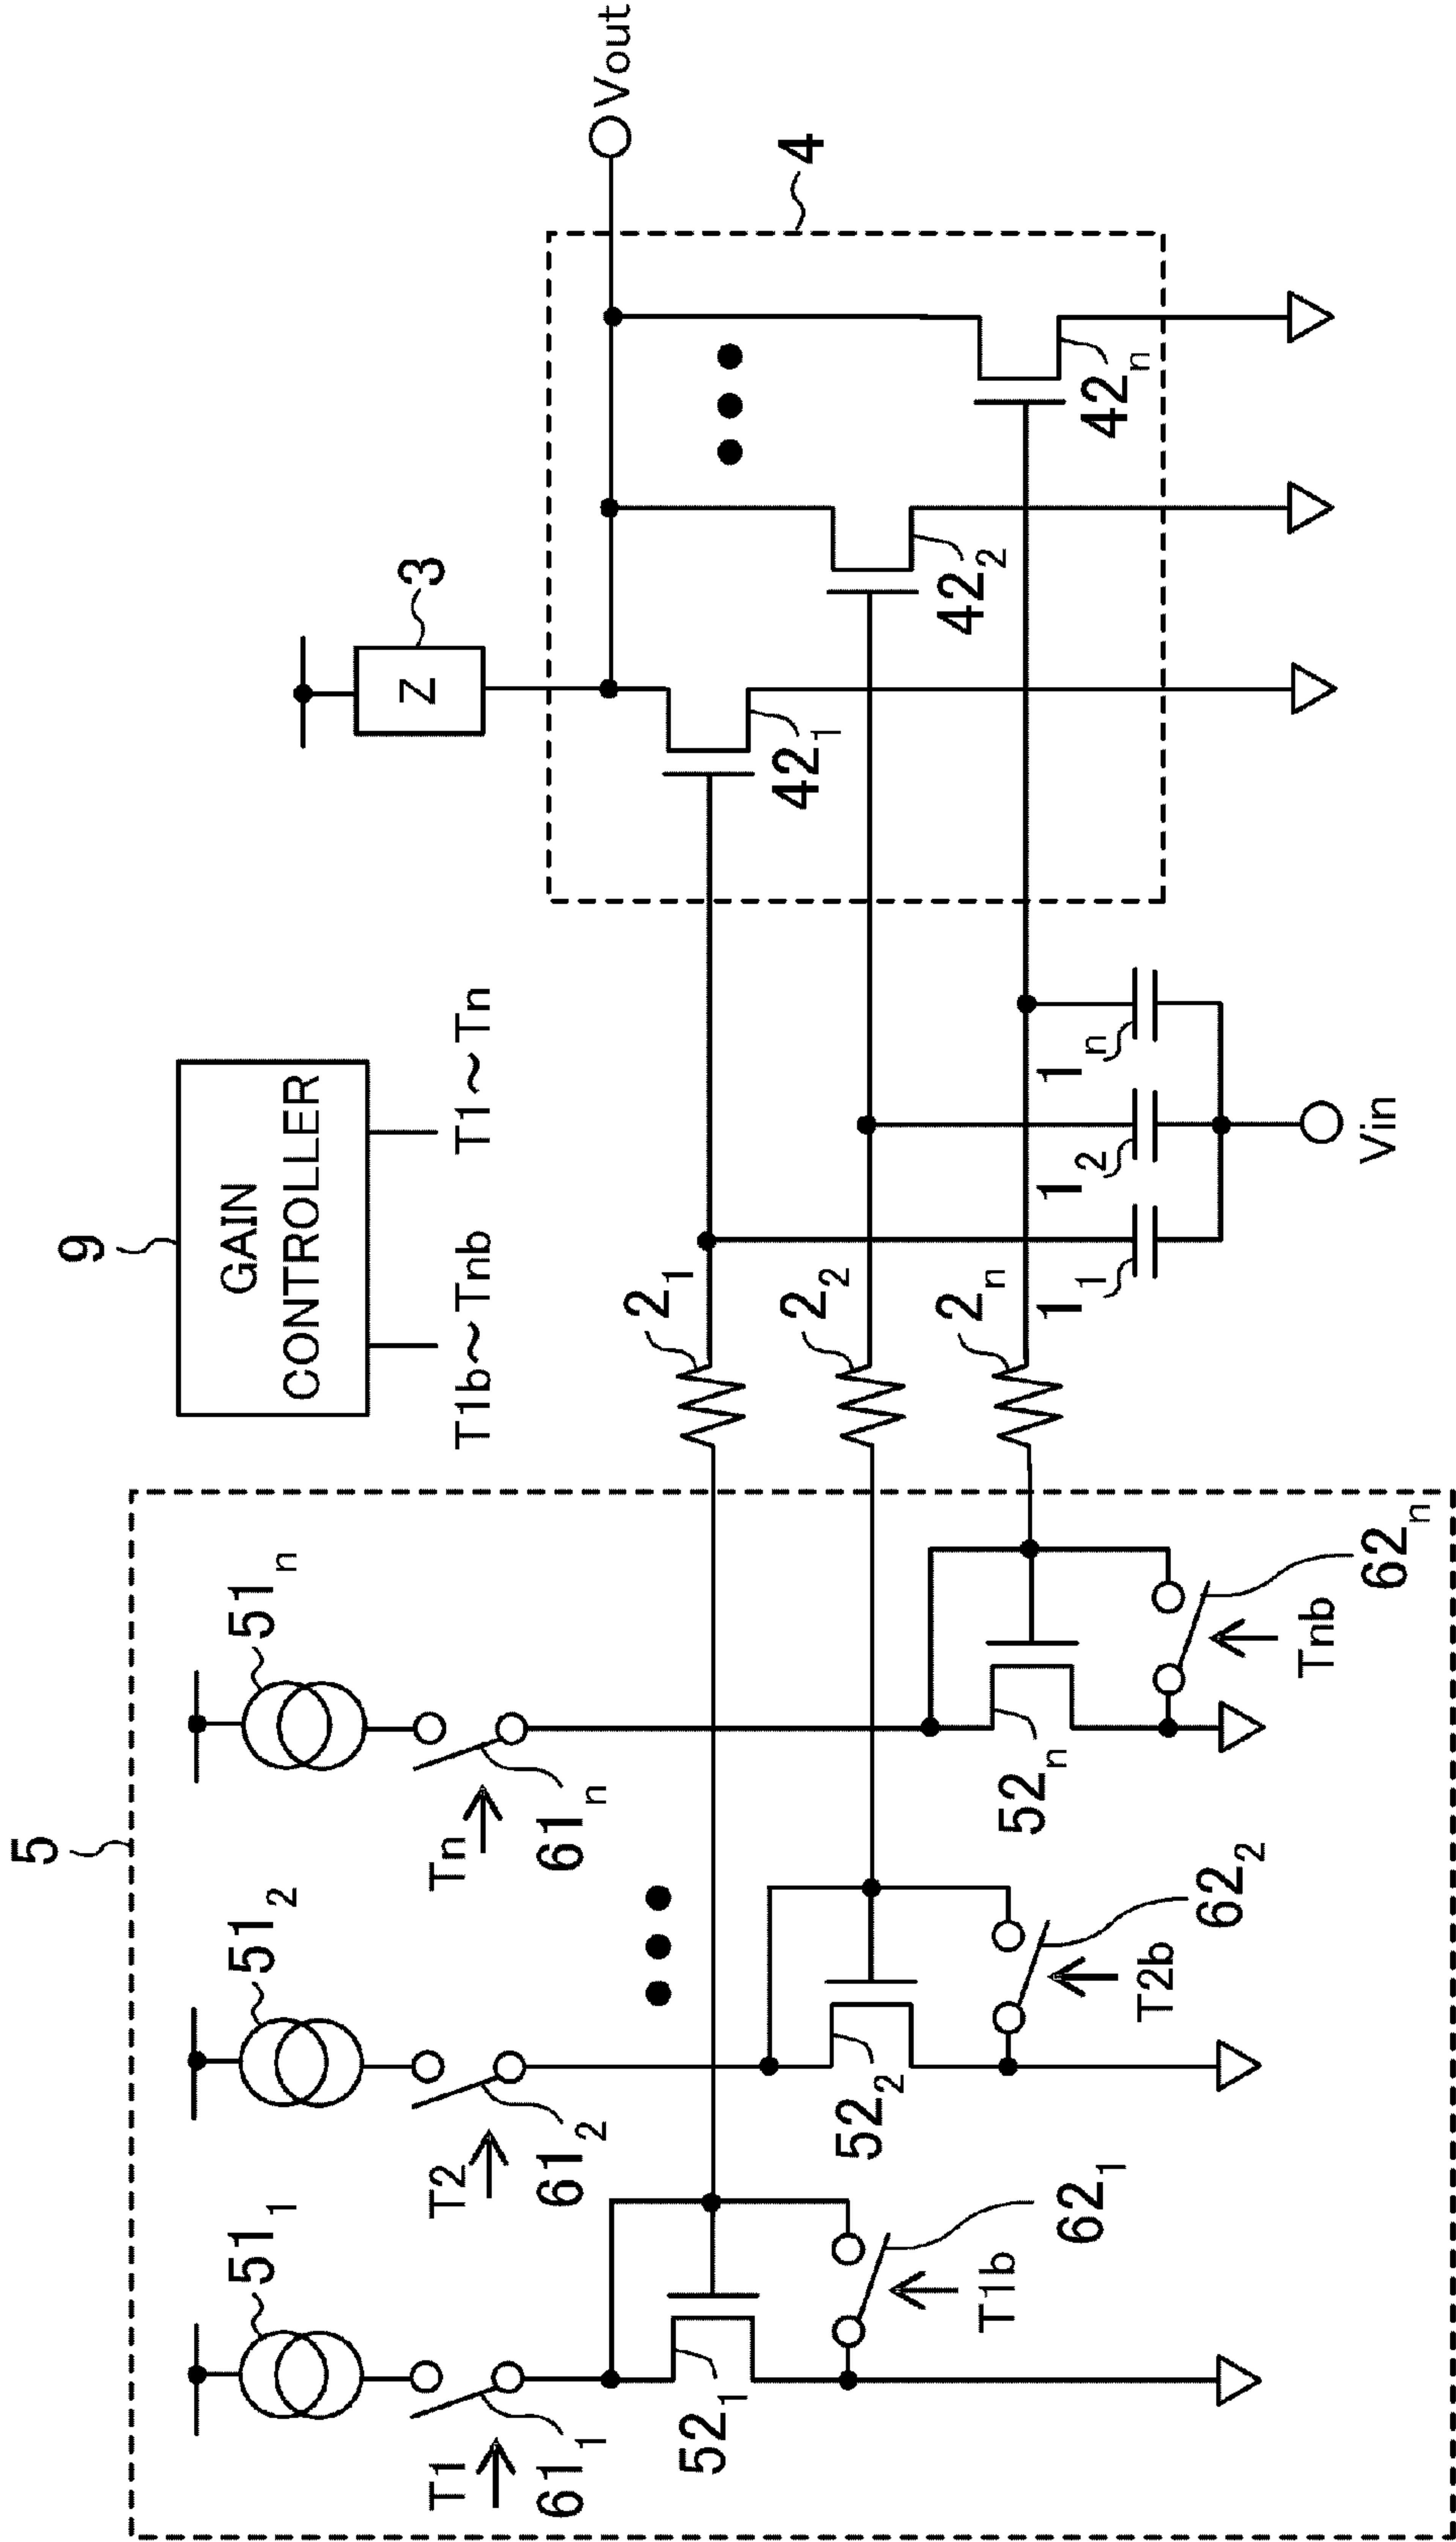 5
51₁
51₂
51ₙ
T1
61₁
T2
61₂
Tn
61ₙ
52₁
52₂
52ₙ
T1b
62₁
T2b
62₂
Tnb
62ₙ
9
GAIN
CONTROLLER
T1b~Tnb
T1~Tn
2₁
2₂
2ₙ
1₁
1₂
1ₙ
Vin
3
Z
4
42₁
42₂
42ₙ
Vout